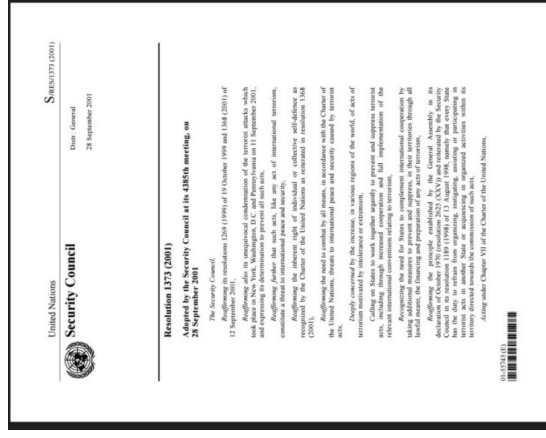 United Nations
S/RES/1373 (2001)
Security Council
Distr.: General
28 September 2001
Resolution 1373 (2001)
Adopted by the Security Council at its 4385th meeting, on
28 September 2001
The Security Council,
Reaffirming its resolutions 1269 (1999) of 19 October 1999 and 1368 (2001) of
12 September 2001,
Reaffirming also its unequivocal condemnation of the terrorist attacks which
took place in New York, Washington, D.C. and Pennsylvania on 11 September 2001,
and expressing its determination to prevent all such acts,
Reaffirming further that such acts, like any act of international terrorism,
constitute a threat to international peace and security,
Reaffirming the inherent right of individual or collective self-defence as
recognized by the Charter of the United Nations as reiterated in resolution 1368
(2001),
Reaffirming the need to combat by all means, in accordance with the Charter of
the United Nations, threats to international peace and security caused by terrorist
acts,
Deeply concerned by the increase, in various regions of the world, of acts of
terrorism motivated by intolerance or extremism,
Calling on States to work together urgently to prevent and suppress terrorist
acts, including through increased cooperation and full implementation of the
relevant international conventions relating to terrorism,
Recognizing the need for States to complement international cooperation by
taking additional measures to prevent and suppress, in their territories through all
lawful means, the financing and preparation of any acts of terrorism,
Reaffirming the principle established by the General Assembly in its
declaration of October 1970 (resolution 2625 (XXV)) and reiterated by the Security
Council in its resolution 1189 (1998) of 13 August 1998, namely that every State
has the duty to refrain from organizing, instigating, assisting or participating in
terrorist acts in another State or acquiescing in organized activities within its
territory directed towards the commission of such acts,
Acting under Chapter VII of the Charter of the United Nations,
01-55743 (E)